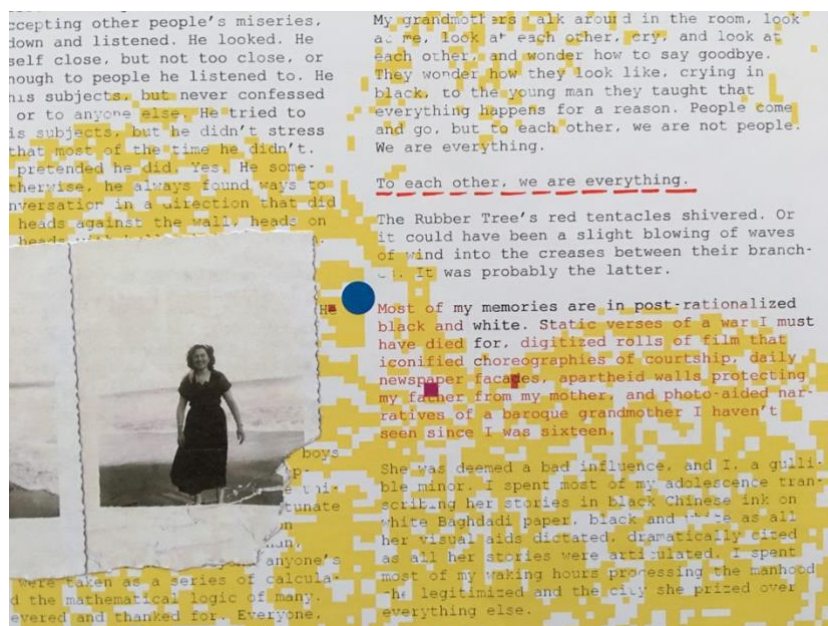 ccepting other people's miseries,
down and listened. He looked. He
self close, but not too close, or
nough to people he listened to. He
his subjects, but never confessed
or to anyone else. He tried to
is subjects, but he didn't stress
that most of the time he didn't.
pretended he did. Yes. He some-
therwise, he always found ways to
nversation in a direction that did
heads against the wall, heads on
heads
He
boys
p-
tunate
anyone's
were taken as a series of calcula-
d the mathematical logic of many.
evered and thanked for. Everyone,
My grandmothers walk around in the room, look
at me, look at each other, cry, and look at
each other, and wonder how to say goodbye.
They wonder how they look like, crying in
black, to the young man they taught that
everything happens for a reason. People come
and go, but to each other, we are not people.
We are everything.
To each other, we are everything.
The Rubber Tree's red tentacles shivered. Or
it could have been a slight blowing of waves
of wind into the creases between their branch-
It was probably the latter.
Most of my memories are in post-rationalized
black and white. Static verses of a war I must
have died for, digitized rolls of film that
iconified choreographies of courtship, daily
newspaper facades, apartheid walls protecting
my father from my mother, and photo-aided nar-
ratives of a baroque grandmother I haven't
seen since I was sixteen.
She was deemed a bad influence, and I, a gulli-
ble minor. I spent most of my adolescence tran-
scribing her stories in black Chinese ink on
white Baghdadi paper, black and white as all
her visual aids dictated, dramatically cited
as all her stories were articulated. I spent
most of my waking hours processing the manhood
she legitimized and the city she prized over
everything else.